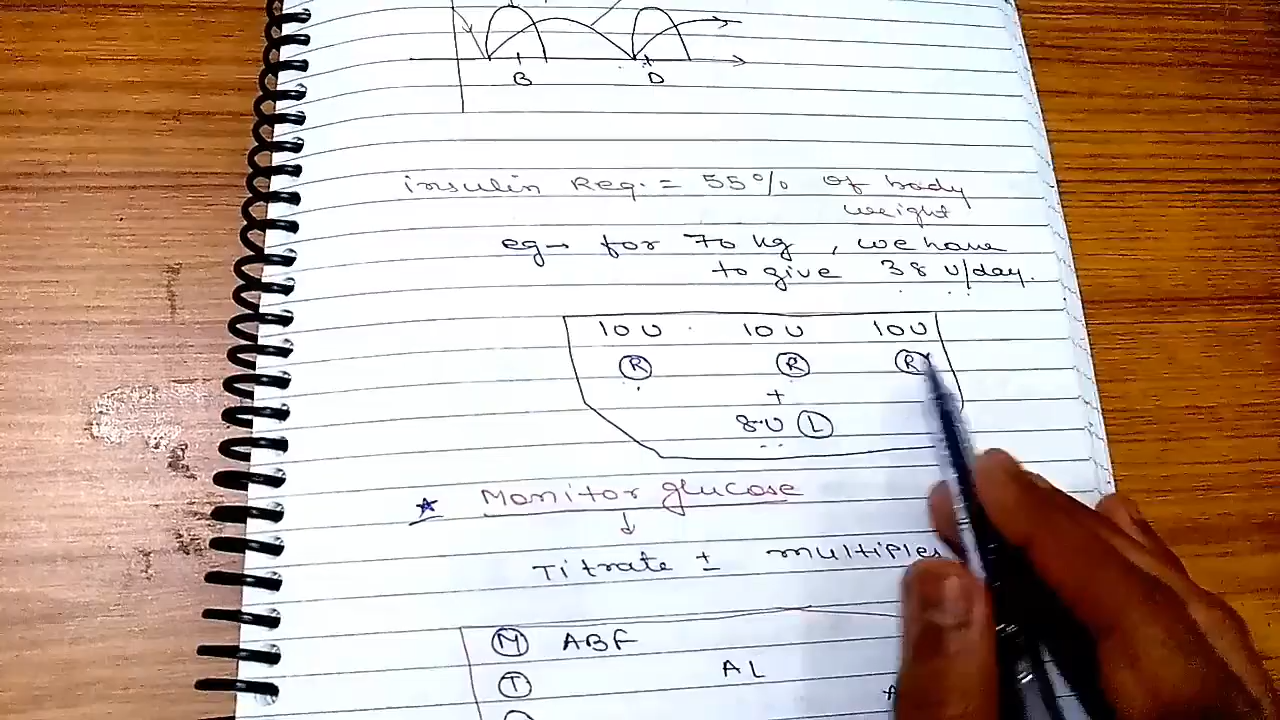 B D
insulin Req. = 55% of body
weight
eg→ for 70 kg , we have
to give 38 U/day.
10 U 10 U 10 U
R R R
+
8 U L
★ Monitor glucose
↓
Titrate ± multiples
M ABF
T AL